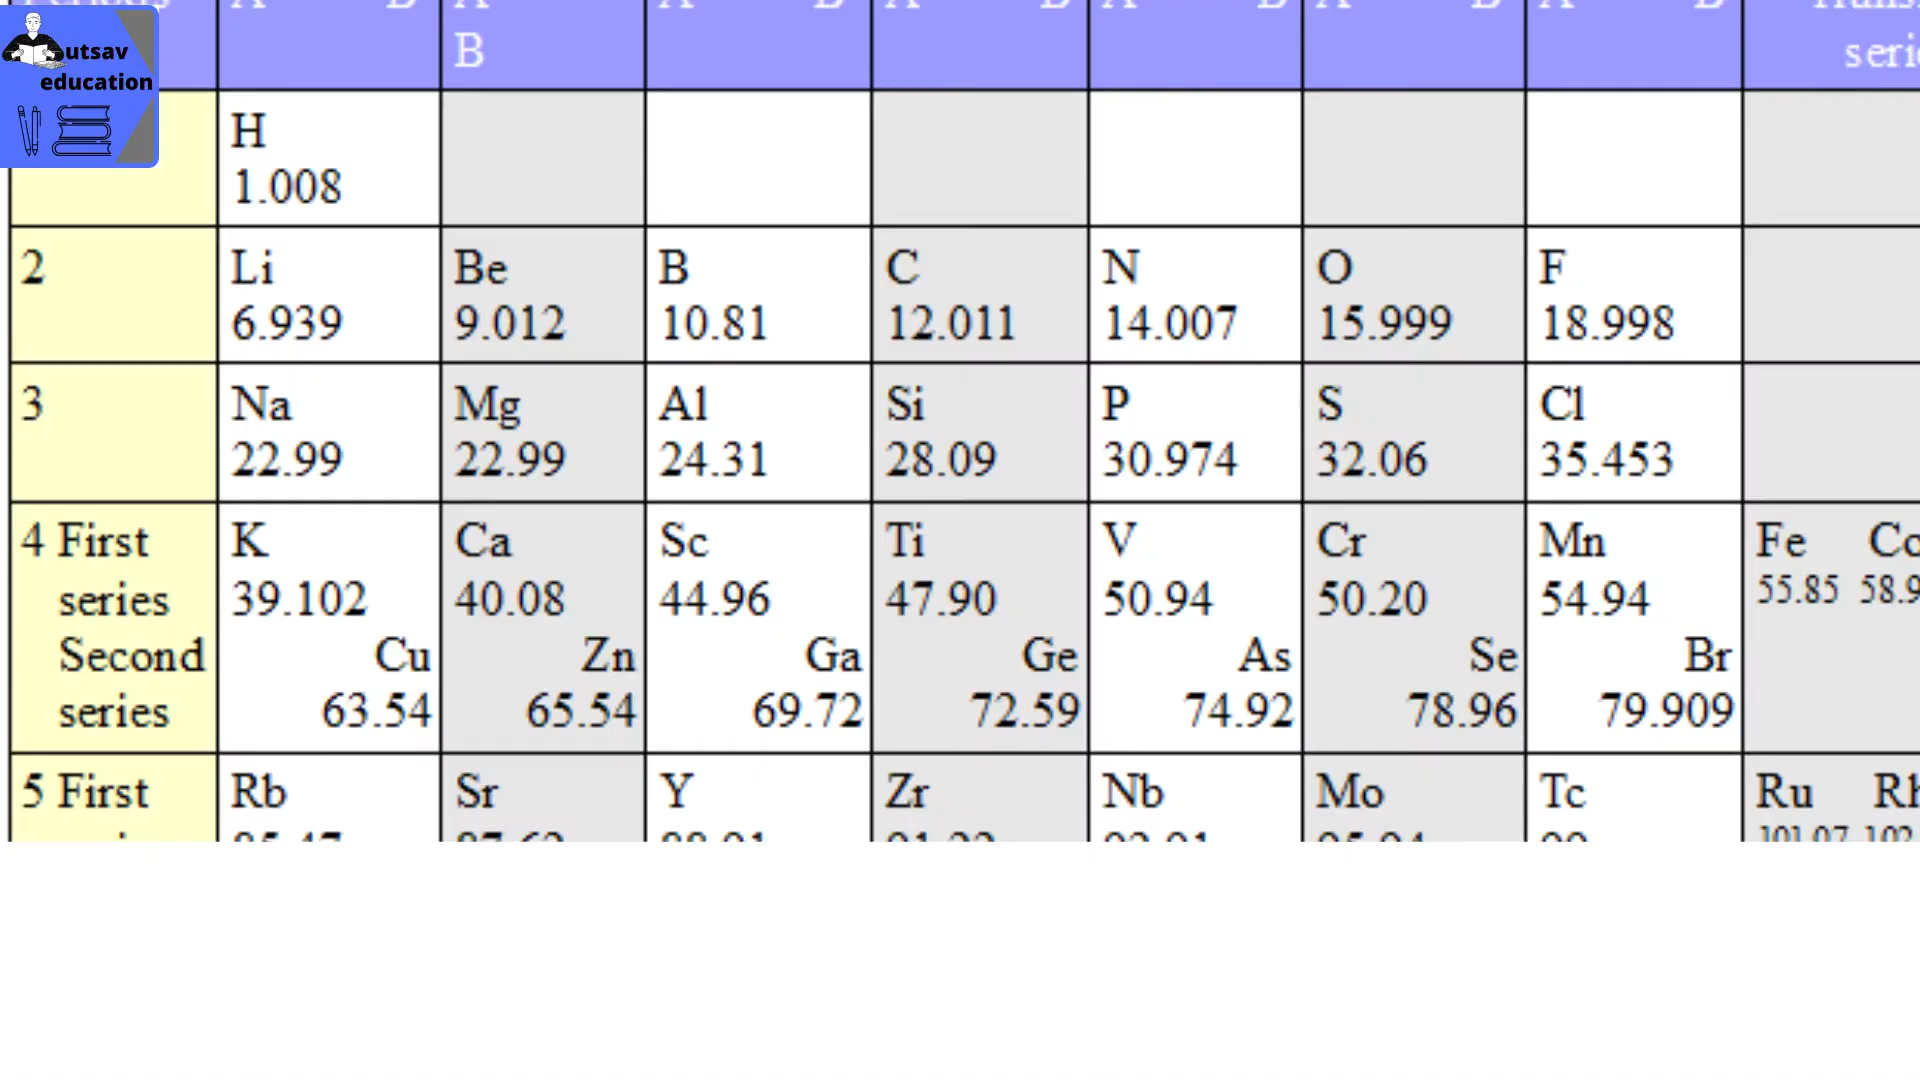 utsav
education
B
H
1.008
2 Li Be B C N O F
6.939 9.012 10.81 12.011 14.007 15.999 18.998
3 Na Mg Al Si P S Cl
22.99 22.99 24.31 28.09 30.974 32.06 35.453
4 First K Ca Sc Ti V Cr Mn Fe
series 39.102 40.08 44.96 47.90 50.94 50.20 54.94 55.85
Second Cu Zn Ga Ge As Se Br
series 63.54 65.54 69.72 72.59 74.92 78.96 79.909
5 First Rb Sr Y Zr Nb Mo Tc Ru